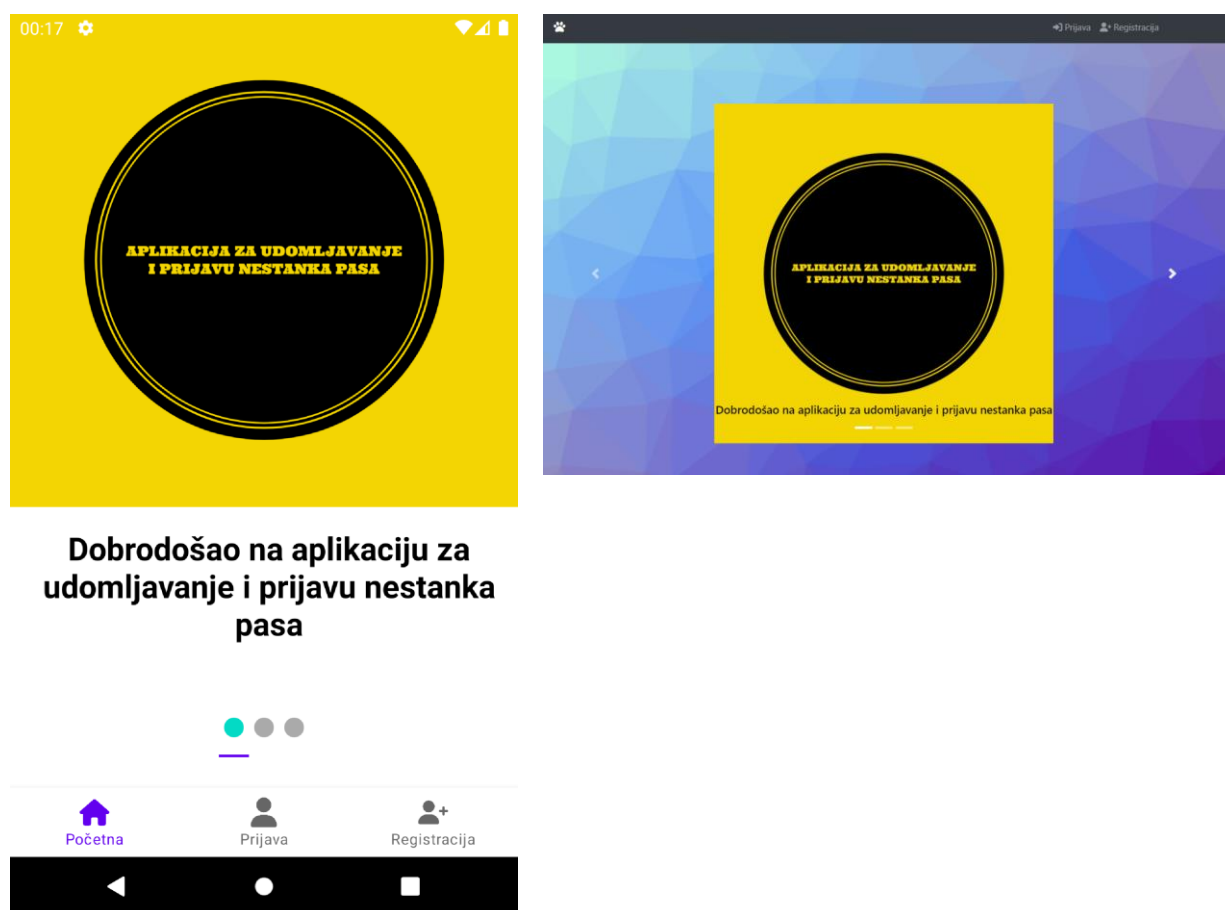 00:17
APLIKACIJA ZA UDOMLJAVANJE
I PRIJAVU NESTANKA PASA
Dobrodošao na aplikaciju za
udomljavanje i prijavu nestanka
pasa
Početna
Prijava
Registracija
Prijava
Registracija
APLIKACIJA ZA UDOMLJAVANJE
I PRIJAVU NESTANKA PASA
Dobrodošao na aplikaciju za udomljavanje i prijavu nestanka pasa